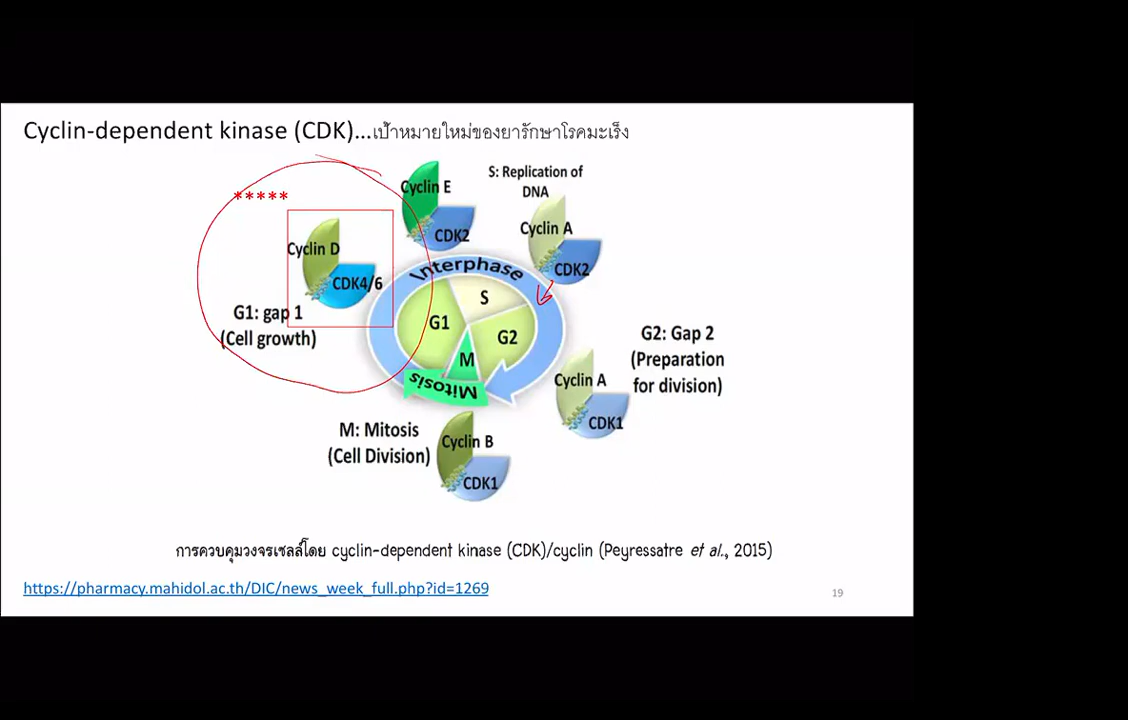 Cyclin-dependent kinase (CDK)...เป้าหมายใหม่ของยารักษาโรคมะเร็ง
*****
Cyclin E
CDK2
S: Replication of
DNA
Cyclin A
CDK2
Cyclin D
CDK4/6
G1: gap 1
(Cell growth)
Interphase
S
G1
G2
M
Mitosis
G2: Gap 2
(Preparation
for division)
Cyclin A
CDK1
M: Mitosis
(Cell Division)
Cyclin B
CDK1
การควบคุมวงจรเซลล์โดย cyclin-dependent kinase (CDK)/cyclin (Peyressatre et al., 2015)
https://pharmacy.mahidol.ac.th/DIC/news_week_full.php?id=1269
19